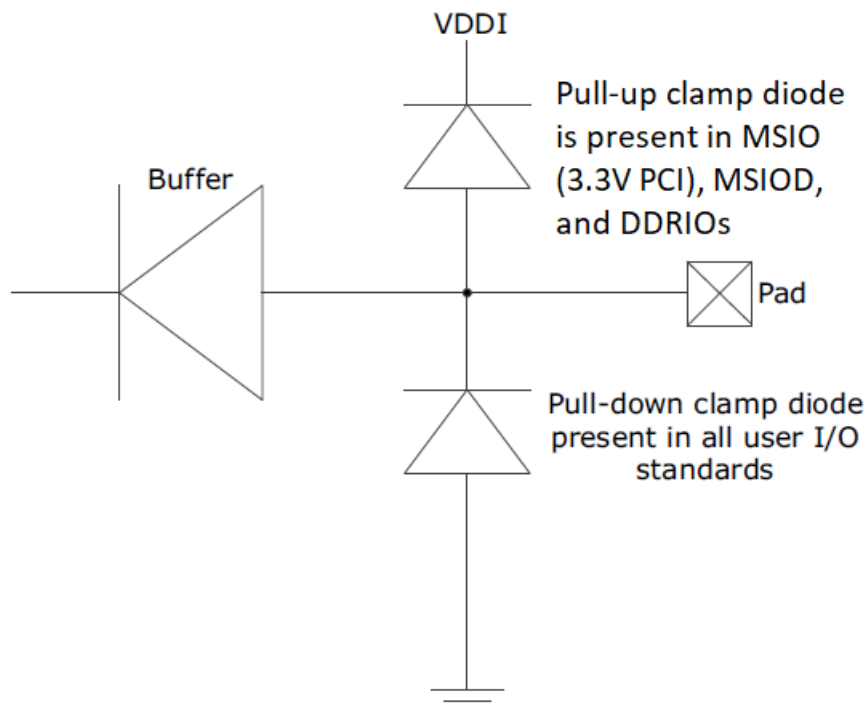 VDDI
Pull-up clamp diode
is present in MSIO
(3.3V PCI), MSIOD,
and DDRIOs
Buffer
Pad
Pull-down clamp diode
present in all user I/O
standards